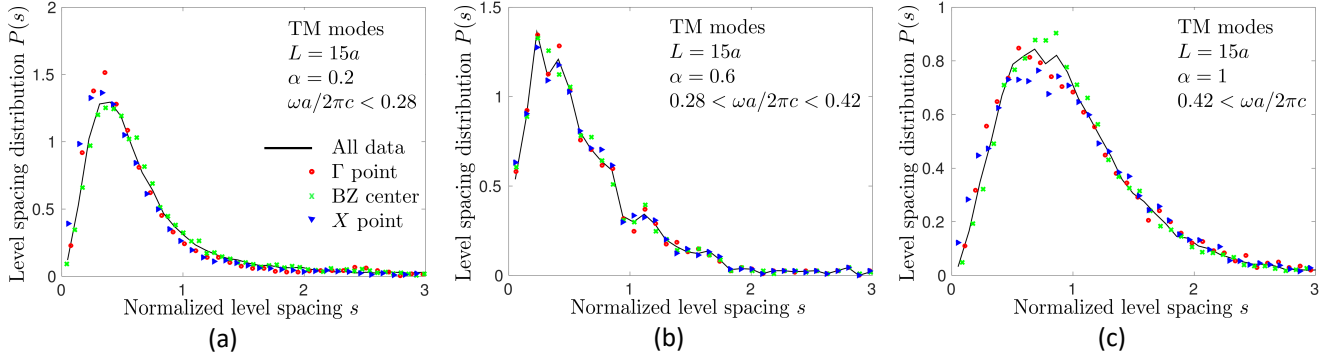 Level spacing distribution P(s)
2
1.5
1
0.5
0
TM modes
L = 15a
α = 0.2
ωa/2πc < 0.28
All data
Γ point
BZ center
X point
0 1 2 3
Normalized level spacing s
(a)
Level spacing distribution P(s)
1.5
1
0.5
0
TM modes
L = 15a
α = 0.6
0.28 < ωa/2πc < 0.42
0 1 2 3
Normalized level spacing s
(b)
Level spacing distribution P(s)
1
0.8
0.6
0.4
0.2
0
TM modes
L = 15a
α = 1
0.42 < ωa/2πc
0 1 2 3
Normalized level spacing s
(c)